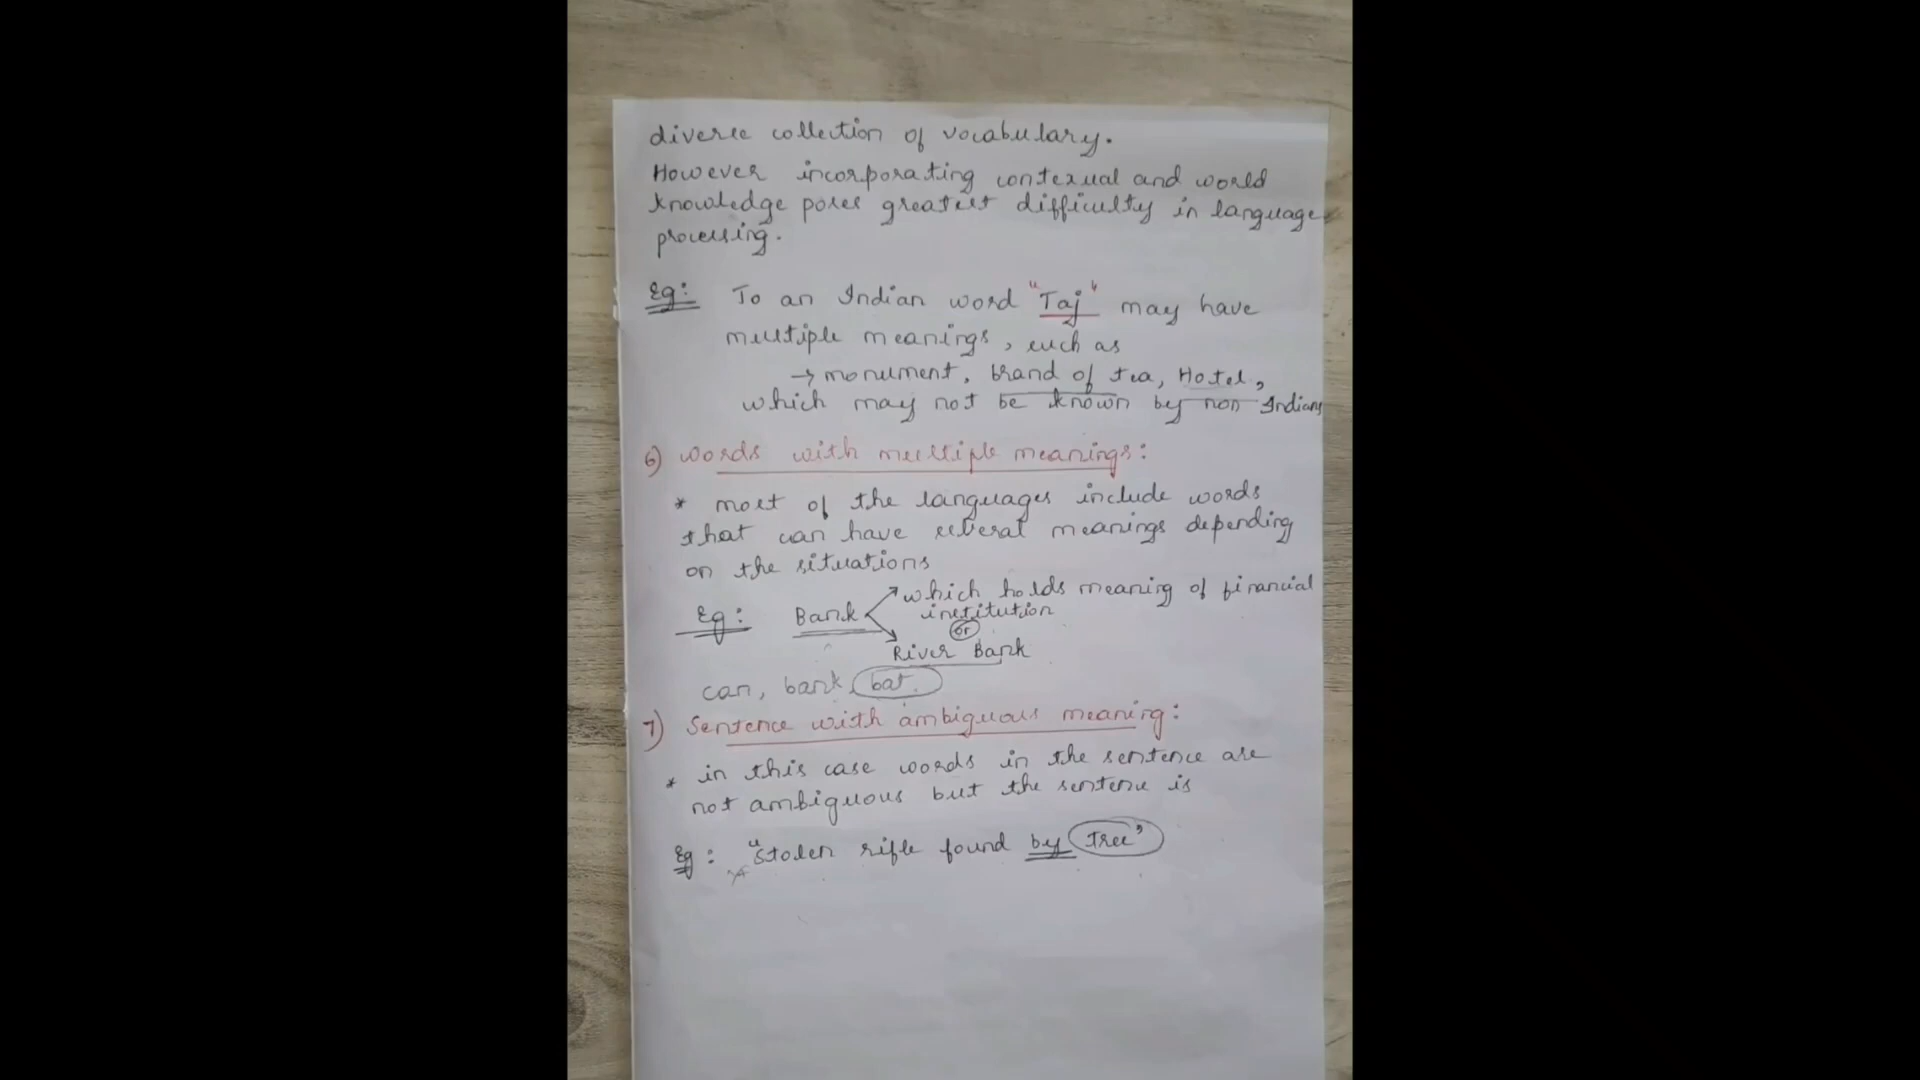 diverse collection of vocabulary.
However incorporating contexual and world
knowledge poses greatest difficulty in language
processing.
Eg: To an Indian word "Taj" may have
multiple meanings, such as
→ monument, brand of tea, Hotel,
which may not be known by non Indians
6) words with multiple meanings:
* most of the languages include words
that can have several meanings depending
on the situations
Eg: Bank which holds meaning of financial
institution
or
River Bank
can, bank, bat.
7) Sentence with ambiguous meaning:
* in this case words in the sentence are
not ambiguous but the sentence is
Eg: "Stolen rifle found by tree"